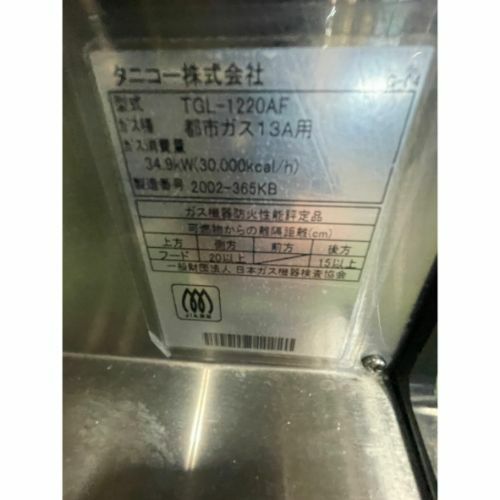 タニコー株式会社
型式 TGL-1220AF
ガス種 都市ガス13A用
ガス消費量
34.9kW(30.000kcal/h)
製造番号 2002-365KB
ガス機器防火性能評定品
可燃物からの離隔距離(cm)
上方 側方 前方 後方
フード 20以上 15以上
一般財団法人 日本ガス機器検査協会